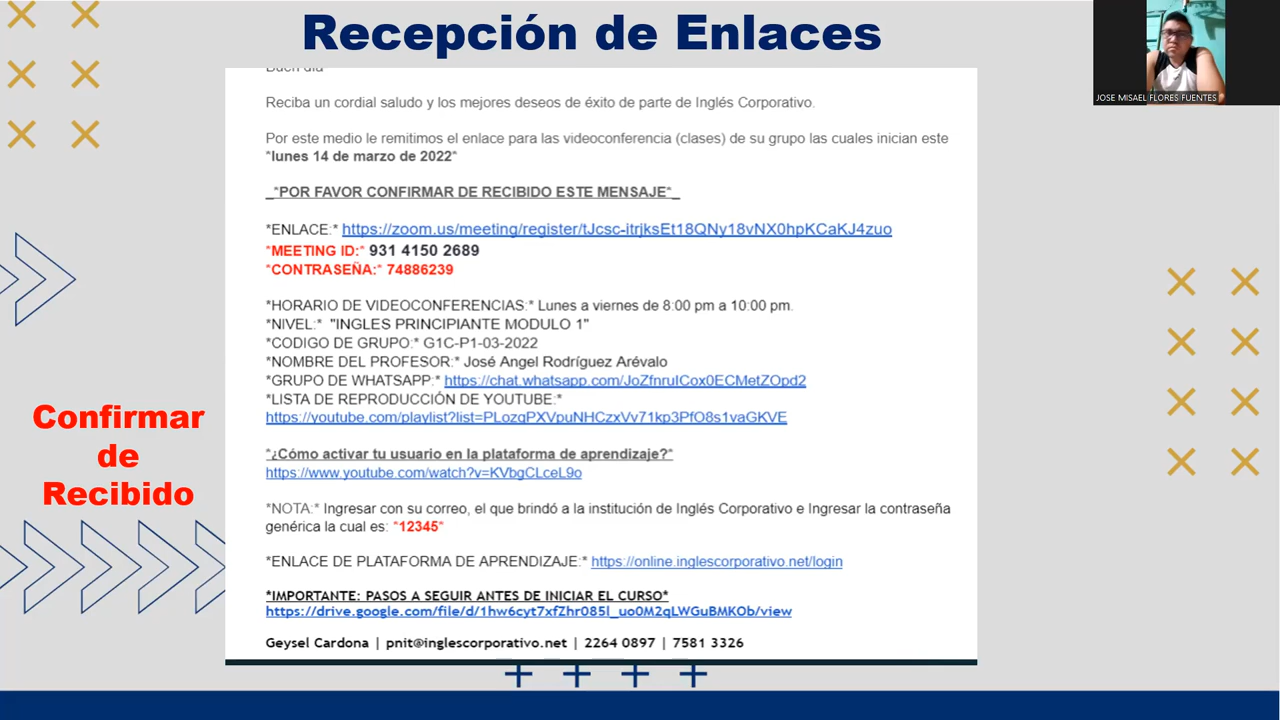 Recepción de Enlaces
JOSE MISAEL FLORES FUENTES
Buen día
Reciba un cordial saludo y los mejores deseos de éxito de parte de Inglés Corporativo.
Por este medio le remitimos el enlace para las videoconferencia (clases) de su grupo las cuales inician este
*lunes 14 de marzo de 2022*
_*POR FAVOR CONFIRMAR DE RECIBIDO ESTE MENSAJE*_
*ENLACE:* https://zoom.us/meeting/register/tJcsc-itrjksEt18QNy18vNX0hpKCaKJ4zuo
*MEETING ID:* 931 4150 2689
*CONTRASEÑA:* 74886239
*HORARIO DE VIDEOCONFERENCIAS:* Lunes a viernes de 8:00 pm a 10:00 pm.
*NIVEL:* "INGLES PRINCIPIANTE MODULO 1"
*CODIGO DE GRUPO:* G1C-P1-03-2022
*NOMBRE DEL PROFESOR:* José Angel Rodríguez Arévalo
*GRUPO DE WHATSAPP:* https://chat.whatsapp.com/JoZfnruICox0ECMetZOpd2
*LISTA DE REPRODUCCIÓN DE YOUTUBE:*
https://youtube.com/playlist?list=PLozqPXVpuNHCzxVv71kp3PfO8s1vaGKVE
*¿Cómo activar tu usuario en la plataforma de aprendizaje?*
https://www.youtube.com/watch?v=KVbgCLceL9o
*NOTA:* Ingresar con su correo, el que brindó a la institución de Inglés Corporativo e Ingresar la contraseña
genérica la cual es: *12345*
*ENLACE DE PLATAFORMA DE APRENDIZAJE:* https://online.inglescorporativo.net/login
*IMPORTANTE: PASOS A SEGUIR ANTES DE INICIAR EL CURSO*
https://drive.google.com/file/d/1hw6cyt7xfZhr085l_uo0M2qLWGuBMKOb/view
Geysel Cardona | pnit@inglescorporativo.net | 2264 0897 | 7581 3326
Confirmar
de
Recibido